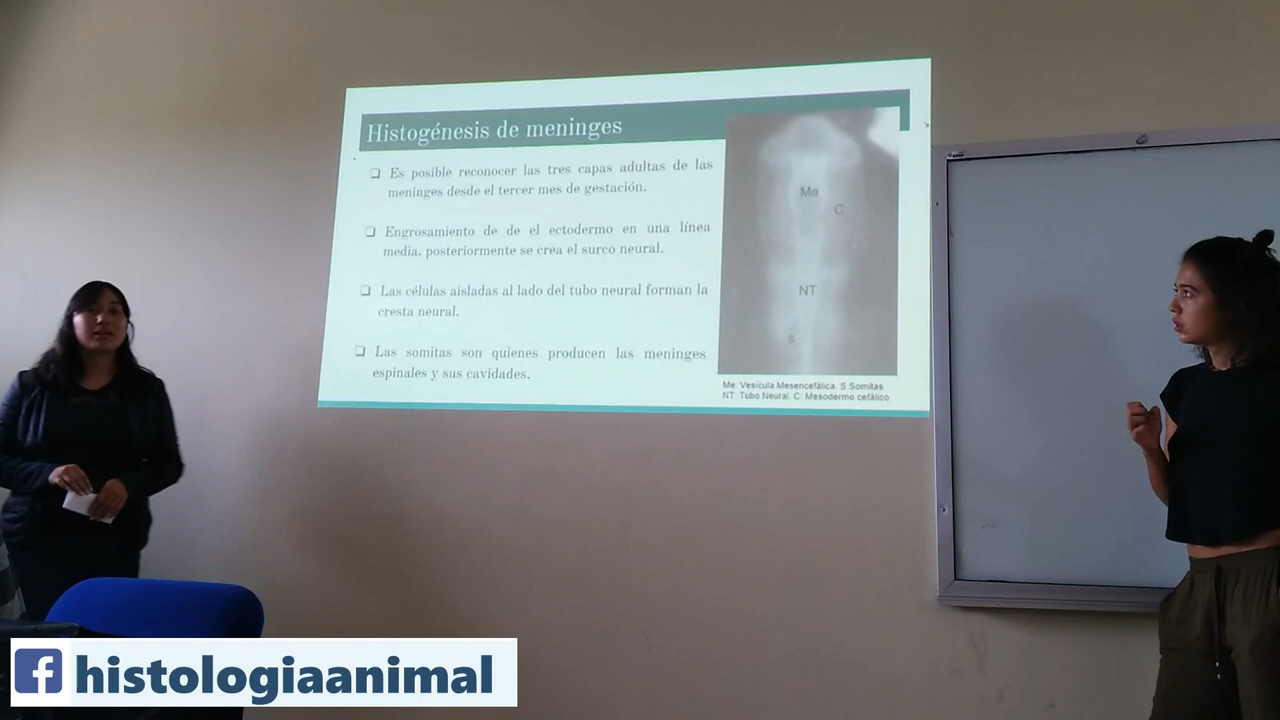 Histogénesis de meninges
❑ Es posible reconocer las tres capas adultas de las
meninges desde el tercer mes de gestación.
❑ Engrosamiento de de el ectodermo en una línea
media, posteriormente se crea el surco neural.
❑ Las células aisladas al lado del tubo neural forman la
cresta neural.
❑ Las somitas son quienes producen las meninges
espinales y sus cavidades.
Me
C
NT
S
Me: Vesícula Mesencefálica. S Somitas
NT. Tubo Neural. C. Mesodermo cefálico
f histologiaanimal